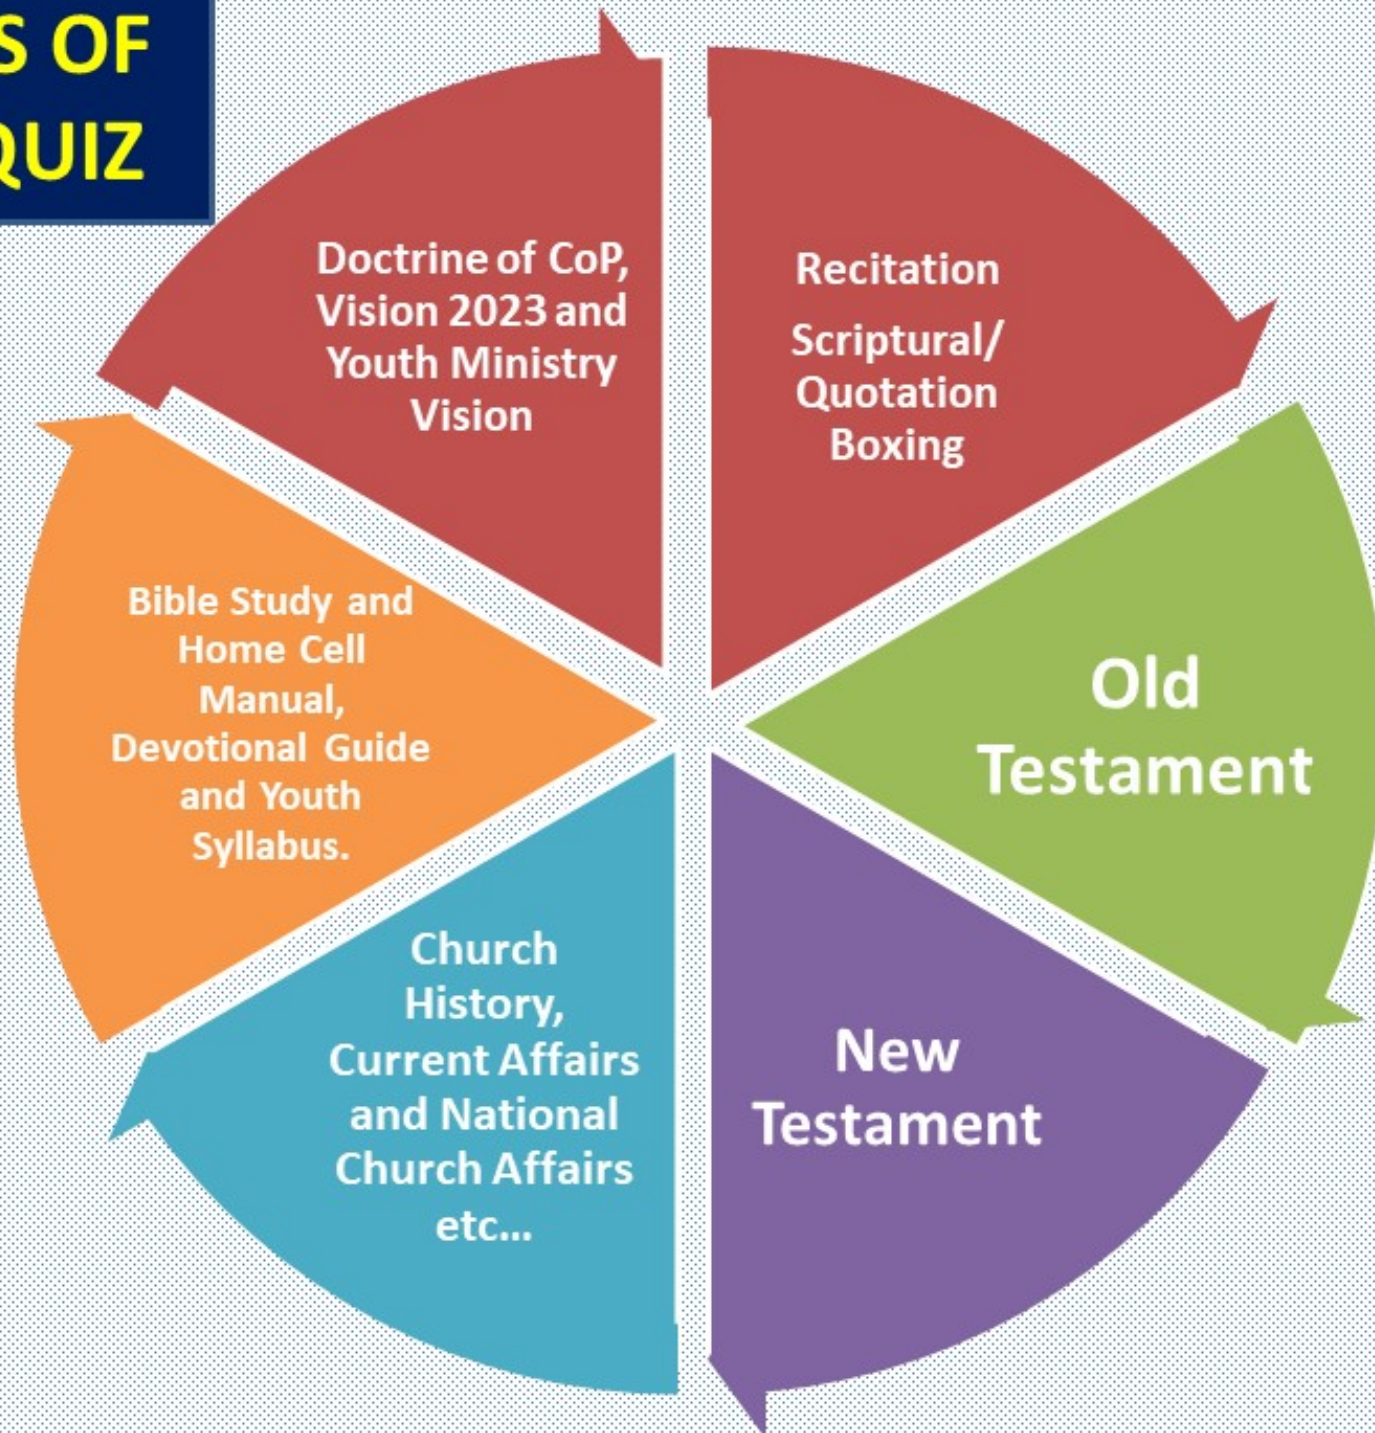 S OF
QUIZ
Doctrine of CoP,
Vision 2023 and
Youth Ministry
Vision
Recitation
Scriptural/
Quotation
Boxing
Old
Testament
New
Testament
Church
History,
Current Affairs
and National
Church Affairs
etc...
Bible Study and
Home Cell
Manual,
Devotional Guide
and Youth
Syllabus.